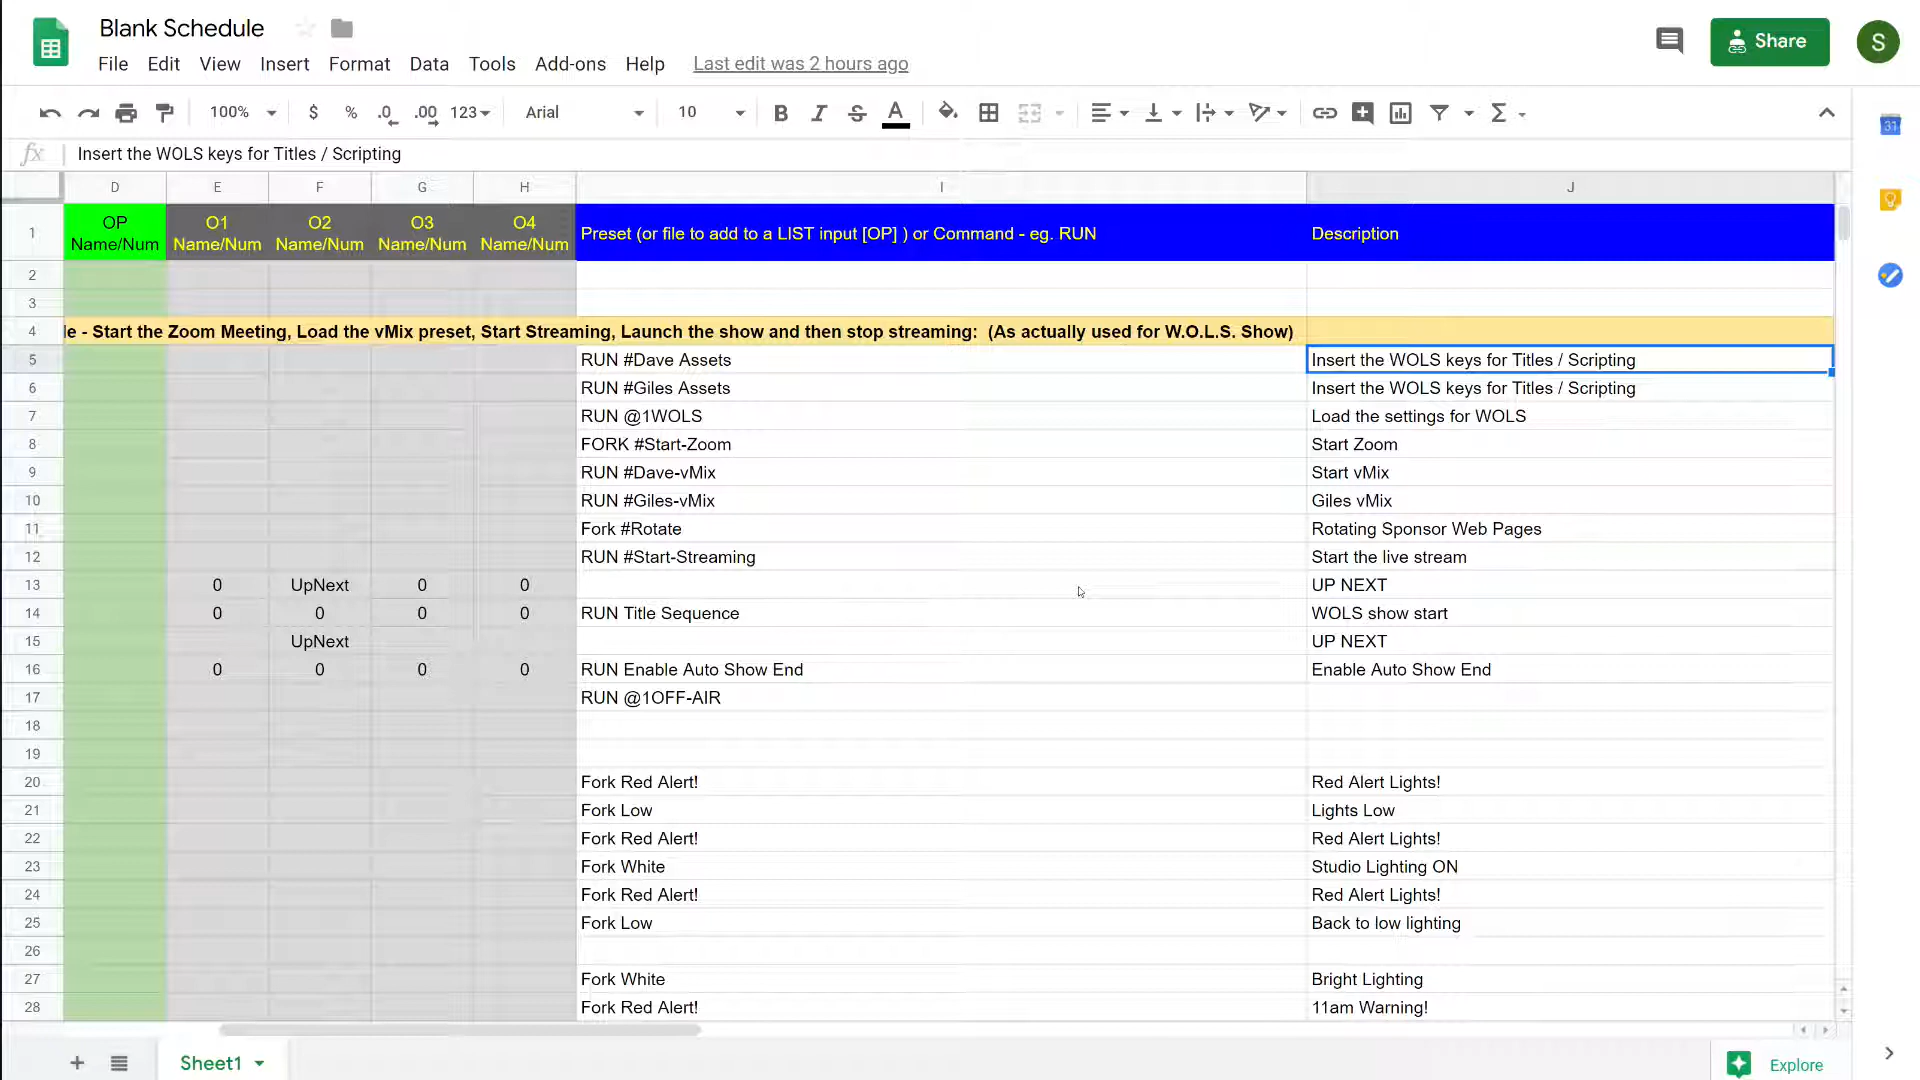 Blank Schedule
File Edit View Insert Format Data Tools Add-ons Help Last edit was 2 hours ago
Share
S
100% $ % .0 .00 123 Arial 10 B I S A
31
fx Insert the WOLS keys for Titles / Scripting
D E F G H I J
1 OP Name/Num O1 Name/Num O2 Name/Num O3 Name/Num O4 Name/Num Preset (or file to add to a LIST input [OP] ) or Command - eg. RUN Description
2
3
4 le - Start the Zoom Meeting, Load the vMix preset, Start Streaming, Launch the show and then stop streaming: (As actually used for W.O.L.S. Show)
5 RUN #Dave Assets Insert the WOLS keys for Titles / Scripting
6 RUN #Giles Assets Insert the WOLS keys for Titles / Scripting
7 RUN @1WOLS Load the settings for WOLS
8 FORK #Start-Zoom Start Zoom
9 RUN #Dave-vMix Start vMix
10 RUN #Giles-vMix Giles vMix
11 Fork #Rotate Rotating Sponsor Web Pages
12 RUN #Start-Streaming Start the live stream
13 0 UpNext 0 0 UP NEXT
14 0 0 0 0 RUN Title Sequence WOLS show start
15 UpNext UP NEXT
16 0 0 0 0 RUN Enable Auto Show End Enable Auto Show End
17 RUN @1OFF-AIR
18
19
20 Fork Red Alert! Red Alert Lights!
21 Fork Low Lights Low
22 Fork Red Alert! Red Alert Lights!
23 Fork White Studio Lighting ON
24 Fork Red Alert! Red Alert Lights!
25 Fork Low Back to low lighting
26
27 Fork White Bright Lighting
28 Fork Red Alert! 11am Warning!
Sheet1
Explore